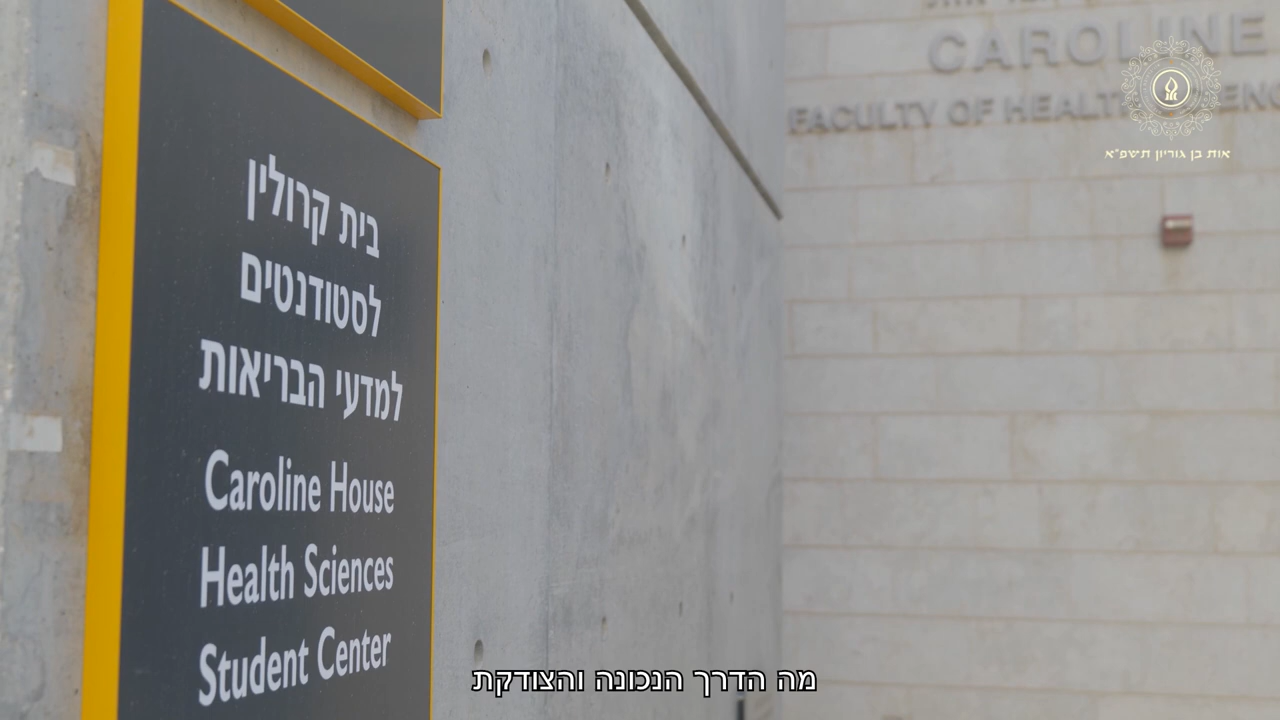 בית קרולין
לסטודנטים
למדעי הבריאות
Caroline House
Health Sciences
Student Center
CAROLINE
FACULTY OF HEALTH
אות בן גוריון תשפ"א
מה הדרך הנכונה והצודקת